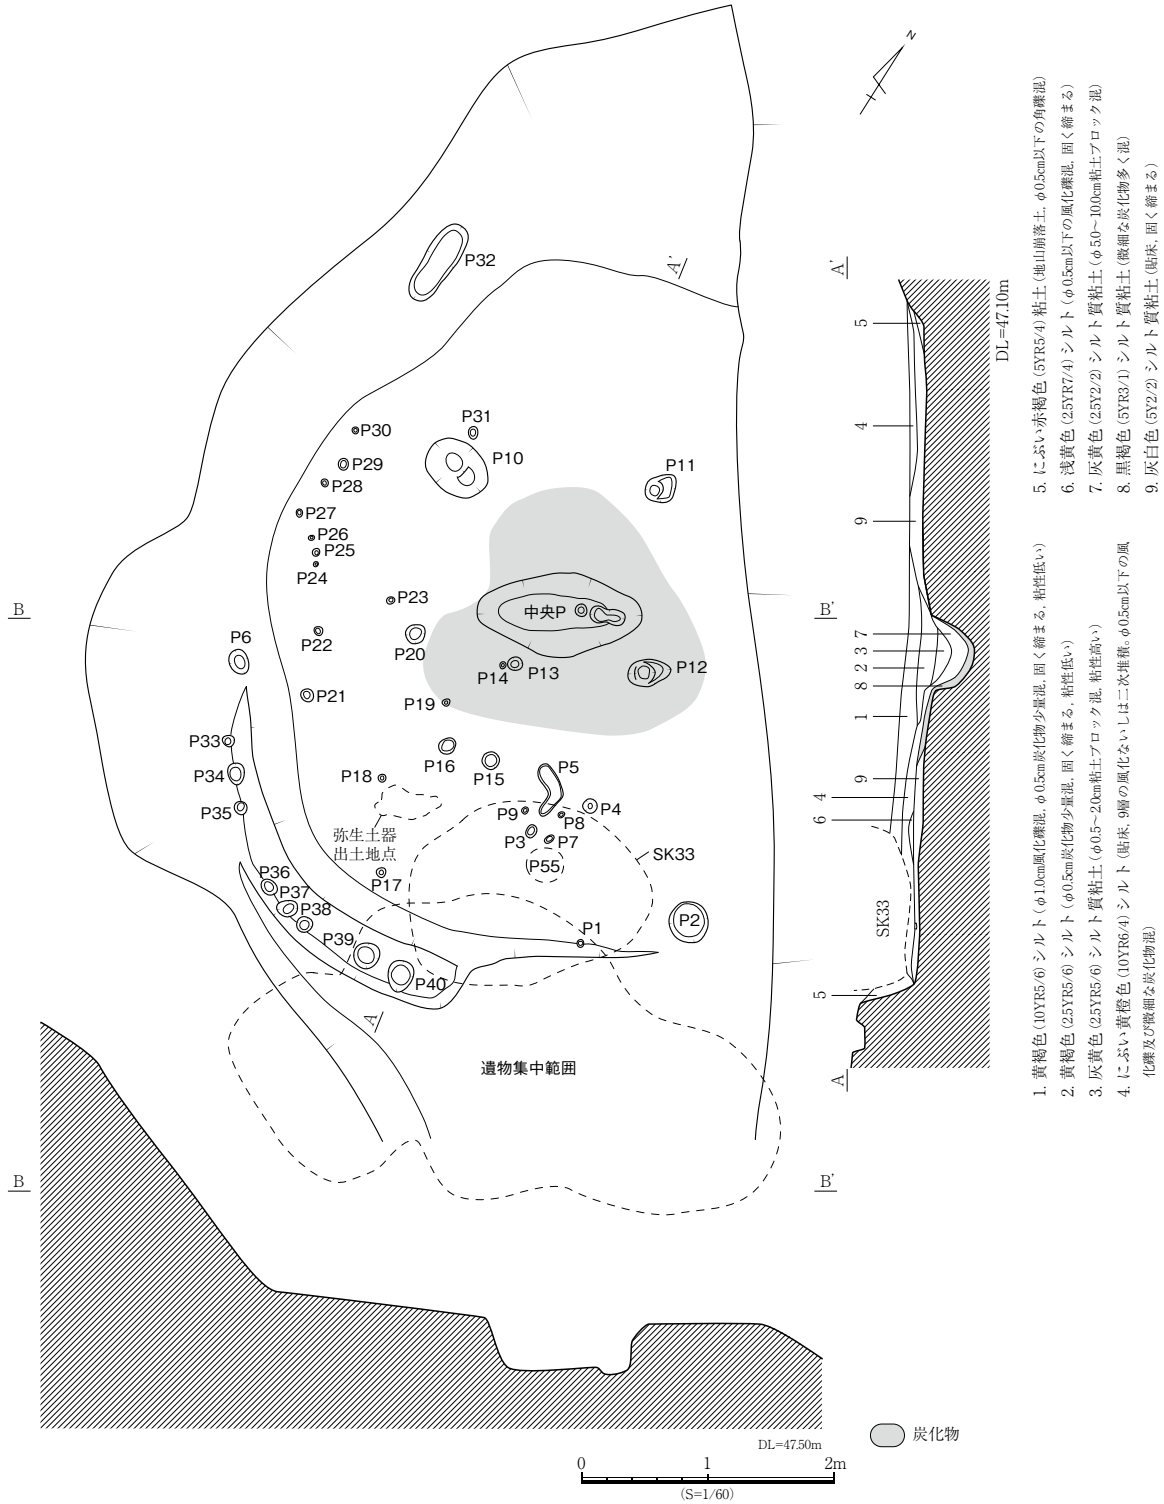 N
P32
A'
P31
P30
P10
P29
P28
P11
P27
P26
P25
P24
P23
中央P
P6
P22
P20
P14
P13
P12
P21
P19
P33
P16
P15
P5
P34
P18
P35
P9
P8
P4
弥生土器
出土地点
P3
P7
SK33
P55
P17
P36
P37
P38
P2
P1
P39
P40
A
遺物集中範囲
B
B'
B
B'
A'
5
4
9
7
3
2
8
1
9
4
6
SK33
5
A
DL=47.10m
1. 黄褐色 (10YR5/6) シルト (φ1.0cm風化礫混, φ0.5cm炭化物少量混, 固く締まる, 粘性低い)
2. 黄褐色 (2.5YR5/6) シルト (φ0.5cm炭化物少量混, 固く締まる, 粘性低い)
3. 灰黄色 (2.5YR5/6) シルト質粘土 (φ0.5〜2.0cm粘土ブロック混, 粘性高い)
4. にぶい黄橙色 (10YR6/4) シルト (貼床, 9層の風化ないしは二次堆積。φ0.5cm以下の風
化礫及び微細な炭化物混)
5. にぶい赤褐色 (5YR5/4) 粘土 (地山崩落土, φ0.5cm以下の角礫混)
6. 浅黄色 (2.5YR7/4) シルト (φ0.5cm以下の風化礫混, 固く締まる)
7. 灰黄色 (2.5Y2/2) シルト質粘土 (φ5.0〜10.0cm粘土ブロック混)
8. 黒褐色 (5YR3/1) シルト質粘土 (微細な炭化物多く混)
9. 灰白色 (5Y2/2) シルト質粘土 (貼床, 固く締まる)
炭化物
DL=47.50m
0 1 2m
(S=1/60)